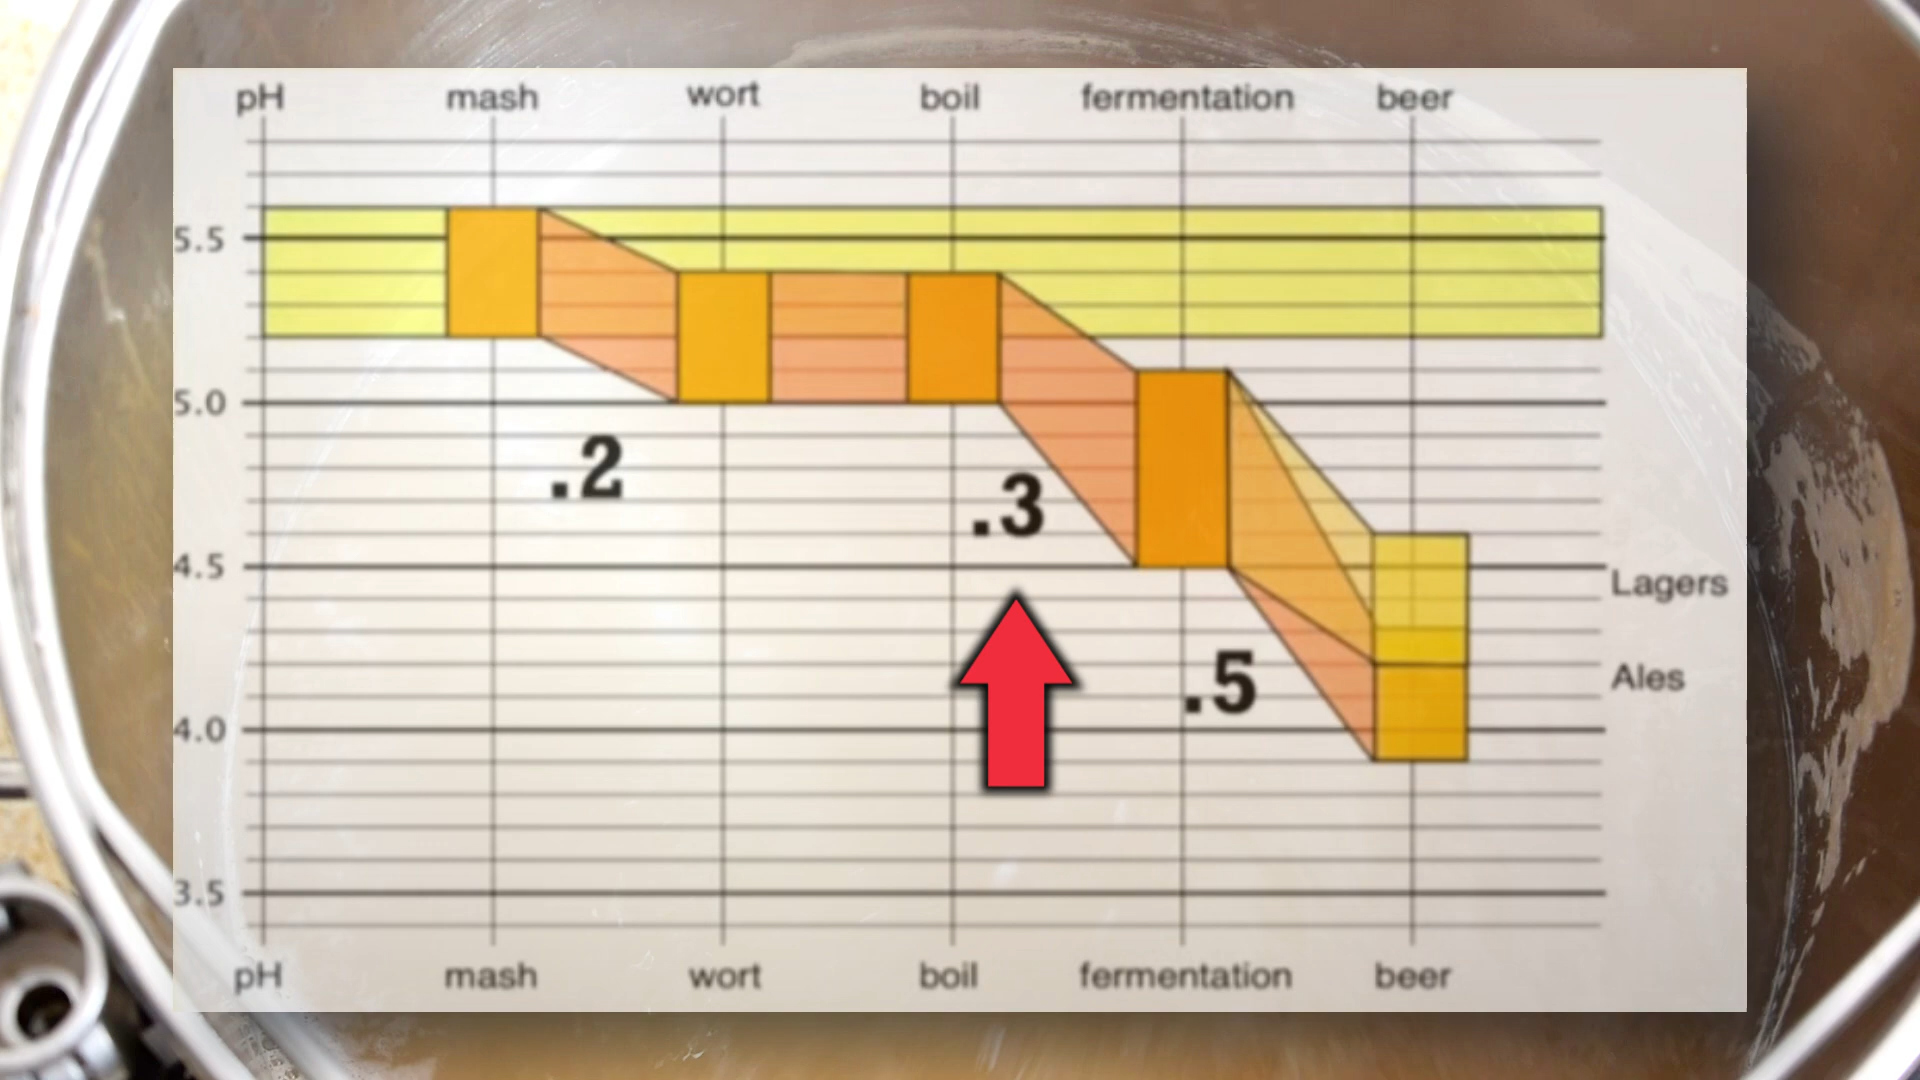 pH mash wort boil fermentation beer
5.5
5.0
.2
.3
4.5
Lagers
.5
Ales
4.0
3.5
pH mash wort boil fermentation beer